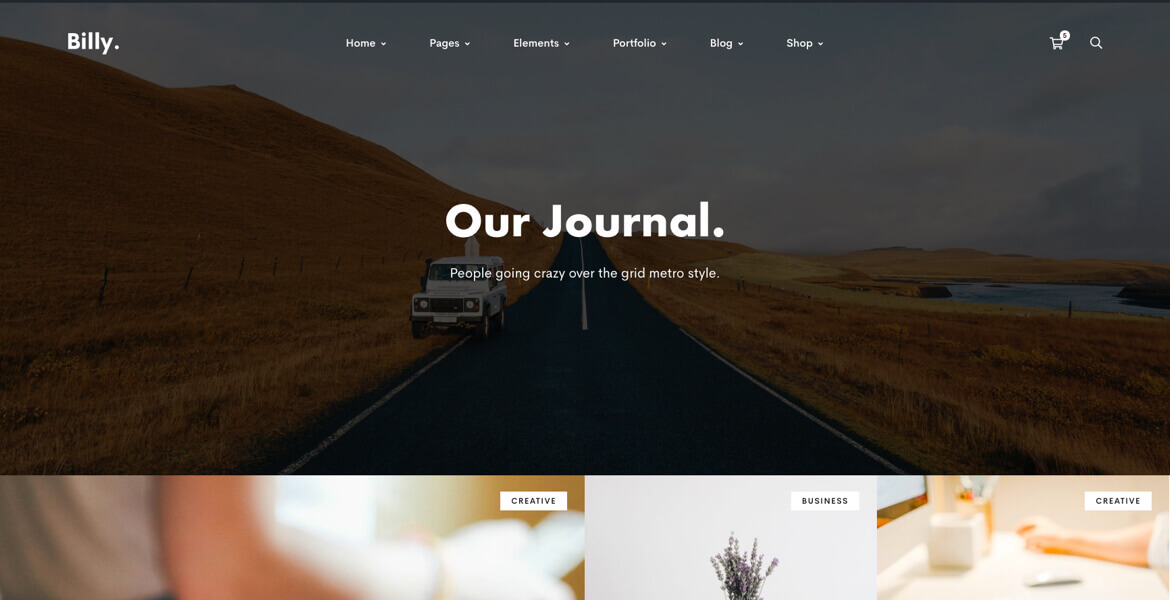 Billy.
Home
Pages
Elements
Portfolio
Blog
Shop
5
Our Journal.
People going crazy over the grid metro style.
CREATIVE
BUSINESS
CREATIVE